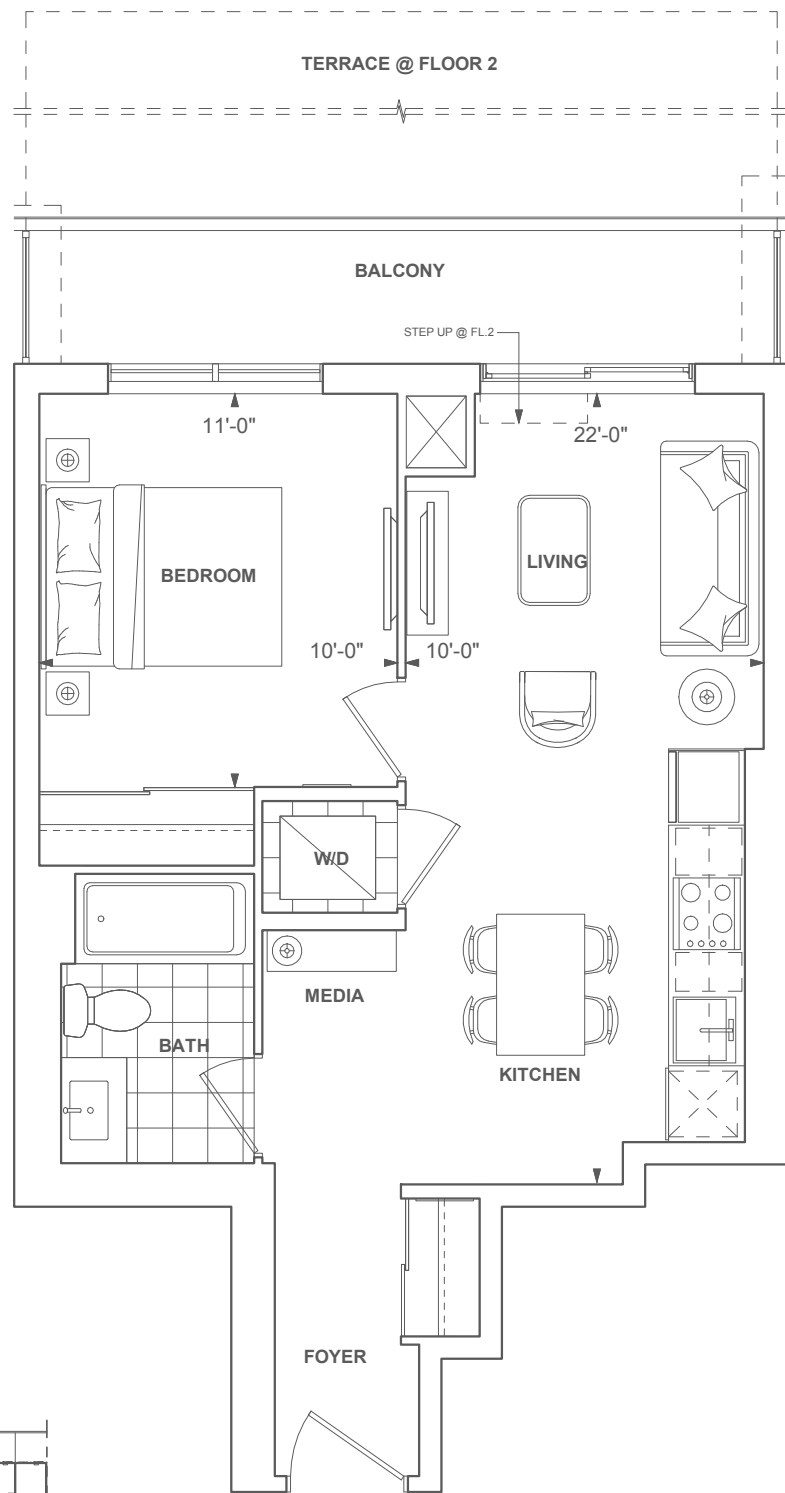 TERRACE @ FLOOR 2
BALCONY
STEP UP @ FL.2
11'-0"
22'-0"
BEDROOM
LIVING
10'-0"
10'-0"
W/D
MEDIA
BATH
KITCHEN
FOYER